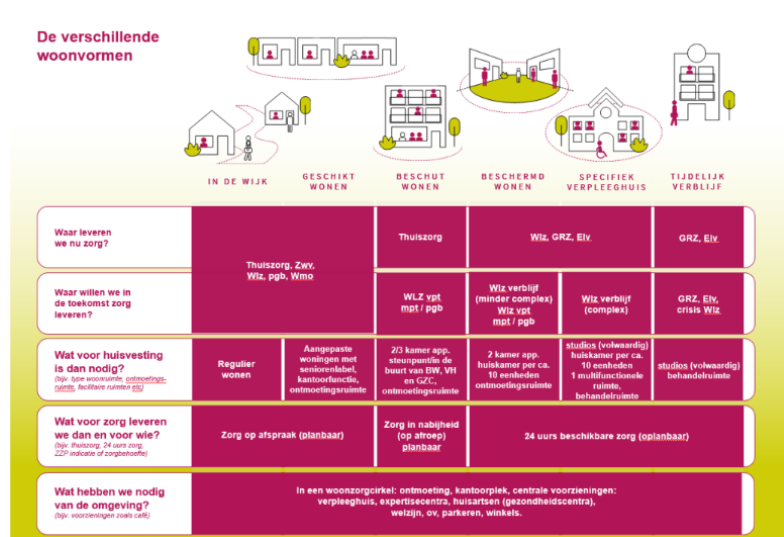 De verschillende
woonvormen
IN DE WIJK
GESCHIKT
WONEN
BESCHUT
WONEN
BESCHERMD
WONEN
SPECIFIEK
VERPLEEGHUIS
TIJDELIJK
VERBLIJF
Waar leveren
we nu zorg?
Thuiszorg, Zwv,
Wlz, pgb, Wmo
Thuiszorg
Wlz, GRZ, Elv
GRZ, Elv
Waar willen we in
de toekomst zorg
leveren?
WLZ vpt
mpt / pgb
Wlz verblijf
(minder complex)
Wlz vpt
mpt / pgb
Wlz verblijf
(complex)
GRZ, Elv,
crisis Wlz
Wat voor huisvesting
is dan nodig?
(bijv. type woonruimte, ontmoetings-
ruimte, facilitaire ruimten etc)
Regulier
wonen
Aangepaste
woningen met
seniorenlabel,
kantoorfunctie,
ontmoetingsruimte
2/3 kamer app.
steunpunt/in de
buurt van BW, VH
en GZC,
ontmoetingsruimte
2 kamer app.
huiskamer per ca.
10 eenheden
ontmoetingsruimte
studios (volwaardig)
huiskamer per ca.
10 eenheden
1 multifunctionele
ruimte,
behandelruimte
studios (volwaardig)
behandelruimte
Wat voor zorg leveren
we dan en voor wie?
(bijv. thuiszorg, 24 uurs zorg,
ZZP indicatie of zorgbehoefte)
Zorg op afspraak (planbaar)
Zorg in nabijheid
(op afroep)
planbaar
24 uurs beschikbare zorg (oplanbaar)
Wat hebben we nodig
van de omgeving?
(bijv. voorzieningen zoals café)
In een woonzorgcirkel: ontmoeting, kantoorplek, centrale voorzieningen:
verpleeghuis, expertisecentra, huisartsen (gezondheidscentra),
welzijn, ov, parkeren, winkels.